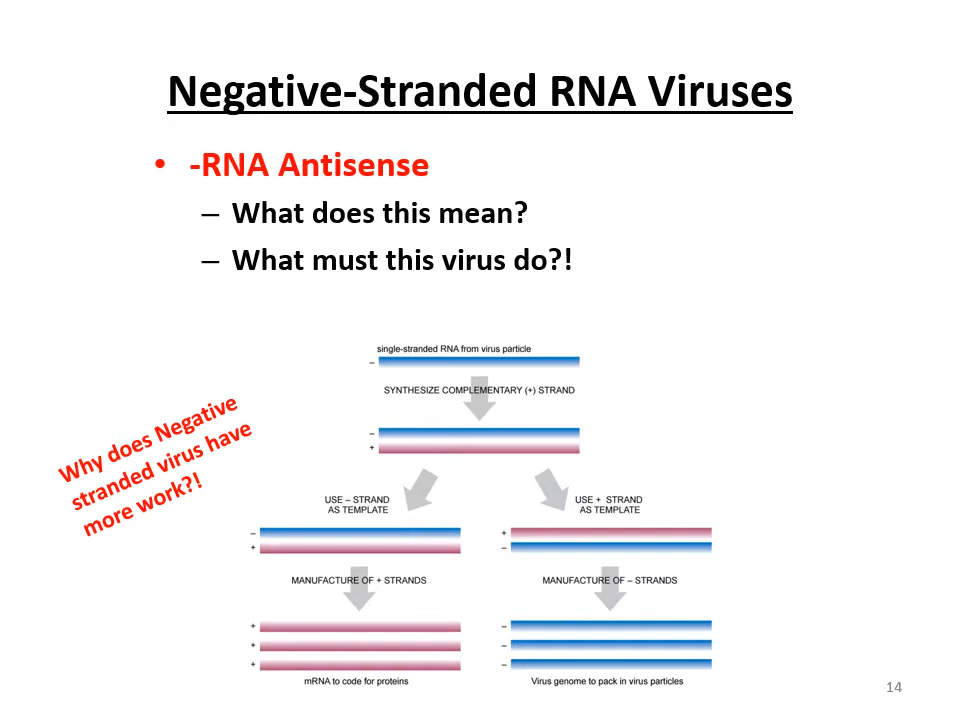 Negative-Stranded RNA Viruses
• -RNA Antisense
– What does this mean?
– What must this virus do?!
single-stranded RNA from virus particle
–
SYNTHESIZE COMPLEMENTARY (+) STRAND
–
+
Why does Negative
stranded virus have
more work?!
USE – STRAND
AS TEMPLATE
USE + STRAND
AS TEMPLATE
–
+
+
–
MANUFACTURE OF + STRANDS
MANUFACTURE OF – STRANDS
+
+
+
–
–
–
mRNA to code for proteins
Virus genome to pack in virus particles
14